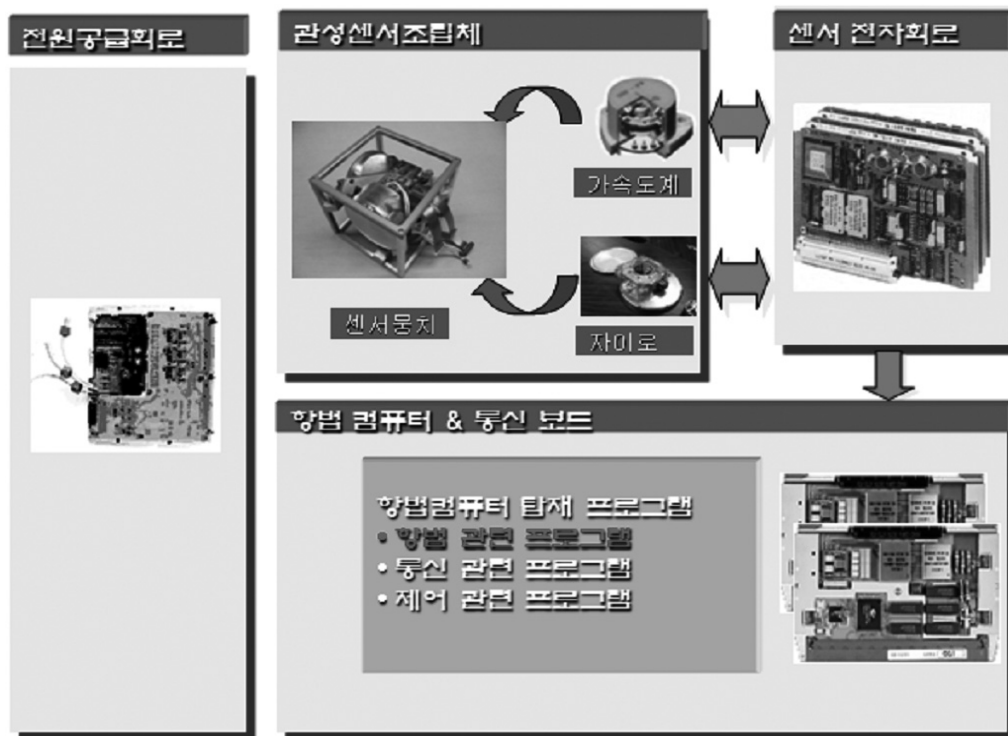 전원공급회로
관성센서조립체
센서 전자회로
가속도계
센서뭉치
자이로
항법 컴퓨터 & 통신 보드
항법컴퓨터 탑재 프로그램
• 항법 관련 프로그램
• 통신 관련 프로그램
• 제어 관련 프로그램